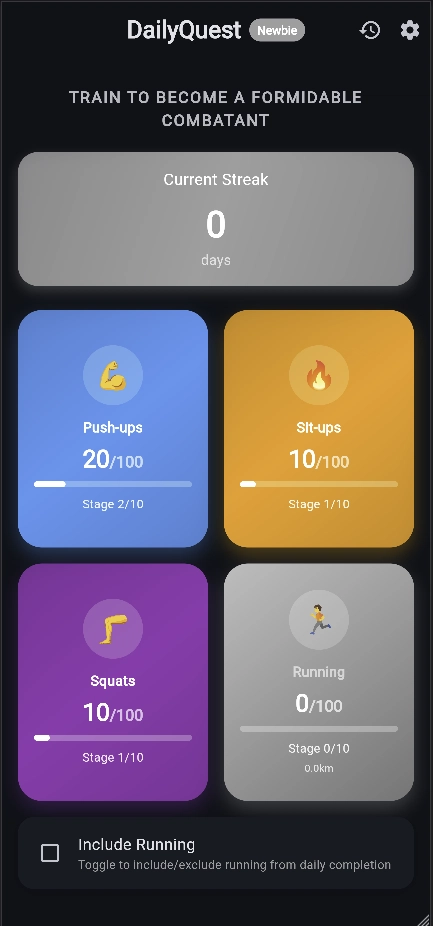 DailyQuest Newbie
TRAIN TO BECOME A FORMIDABLE
COMBATANT
Current Streak
0
days
Push-ups
20/100
Stage 2/10
Sit-ups
10/100
Stage 1/10
Squats
10/100
Stage 1/10
Running
0/100
Stage 0/10
0.0km
Include Running
Toggle to include/exclude running from daily completion